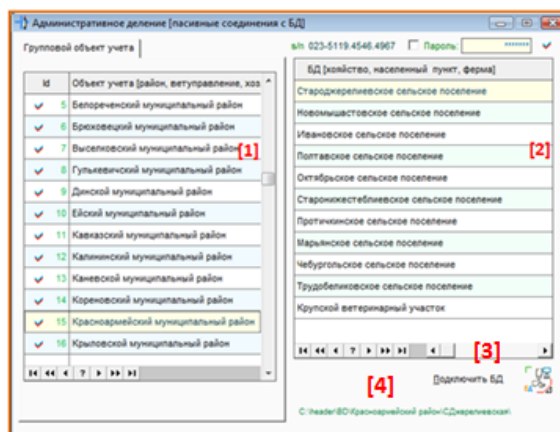 Административное деление [пасивные соединения с БД]
Групповой объект учета
s/n 023-5119.4546.4967 Пароль: *******
Id Объект учета [район, ветуправление, хоз
5 Белореченский муниципальный район
6 Брюховецкий муниципальный район
7 Выселковский муниципальный район
[1]
8 Гулькевичский муниципальный район
9 Динской муниципальный район
10 Ейский муниципальный район
11 Кавказский муниципальный район
12 Калининский муниципальный район
13 Каневской муниципальный район
14 Кореновский муниципальный район
15 Красноармейский муниципальный район
16 Крыловской муниципальный район
?
БД [хозяйство, населенный пункт, ферма]
Староджерелиевское сельское поселение
Новомышастовское сельское поселение
Ивановское сельское поселение
Полтавское сельское поселение
[2]
Октябрьское сельское поселение
Старонижестеблиевское сельское поселение
Протичкинское сельское поселение
Марьянское сельское поселение
Чебургольское сельское поселение
Трудобеликовское сельское поселение
Крупской ветеринарный участок
?
[3]
[4]
Подключить БД
C:\header\BD\Красноармейский район\СДжерелиевская\